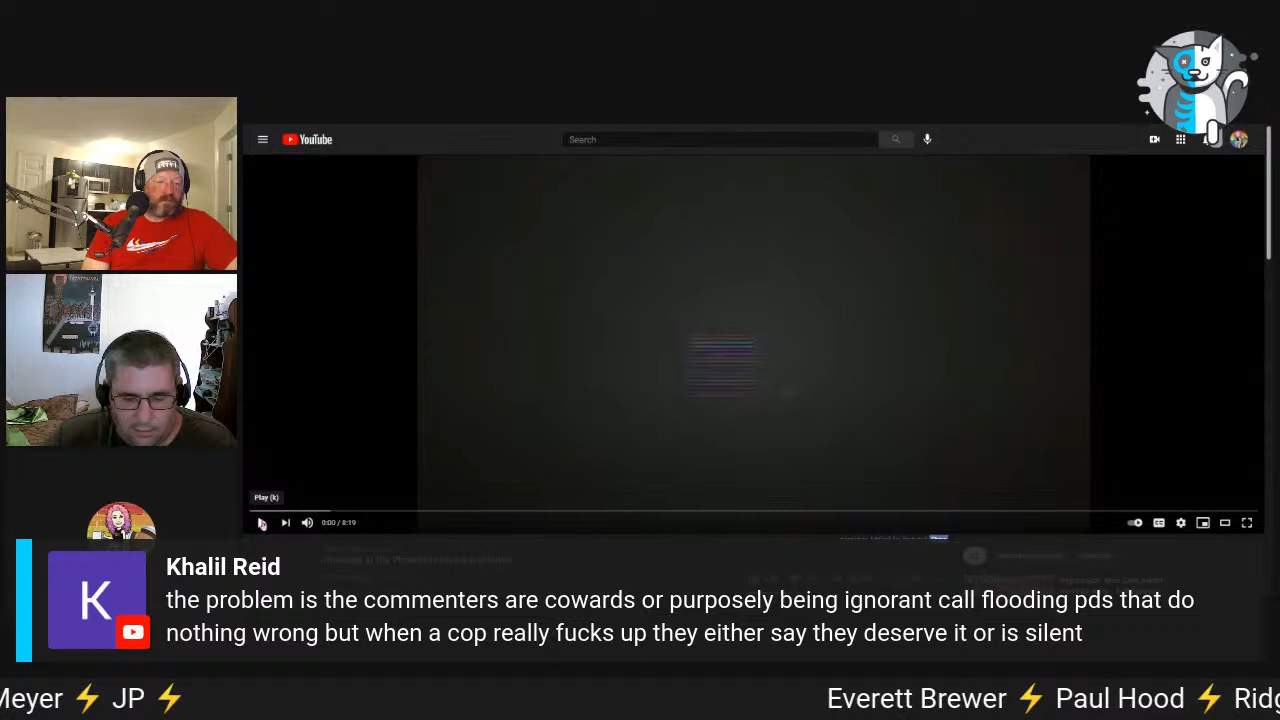 YouTube
Search
Play (k)
0:00 / 8:19
Khalil Reid
K
the problem is the commenters are cowards or purposely being ignorant call flooding pds that do
nothing wrong but when a cop really fucks up they either say they deserve it or is silent
Meyer ⚡ JP ⚡
Everett Brewer ⚡ Paul Hood ⚡ Ridg